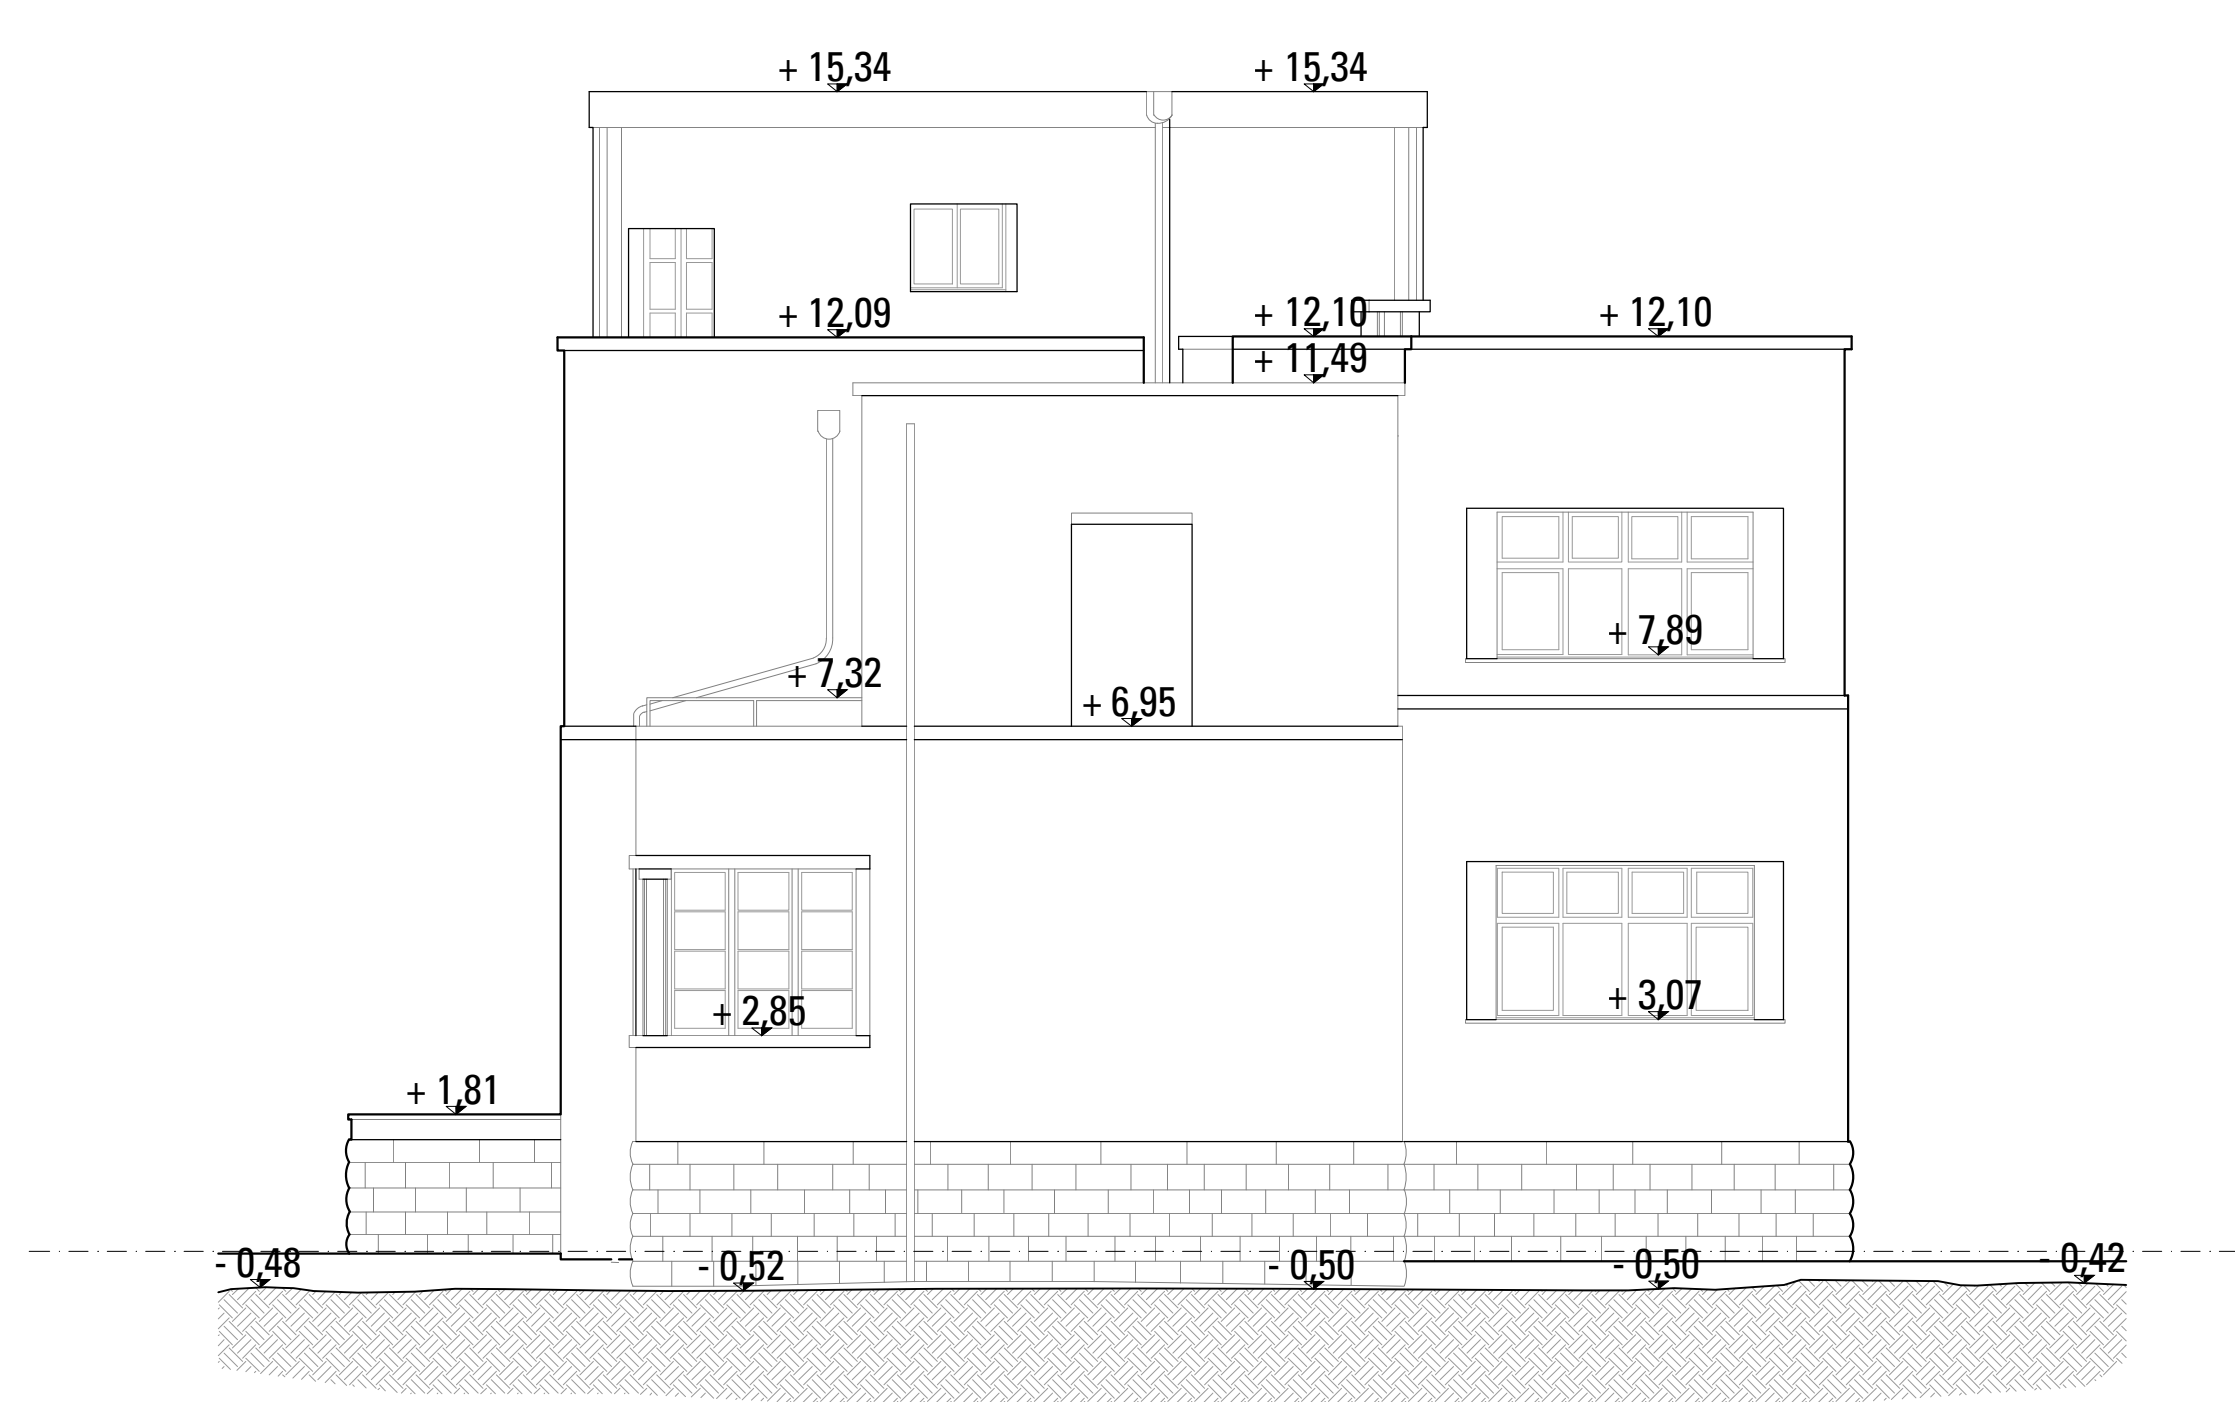 + 15,34 + 15,34
+ 12,09 + 12,10 + 12,10
+ 11,49
+ 7,89
+ 7,32
+ 6,95
+ 3,07
+ 2,85
+ 1,81
- 0,48 - 0,52 - 0,50 - 0,50 - 0,42